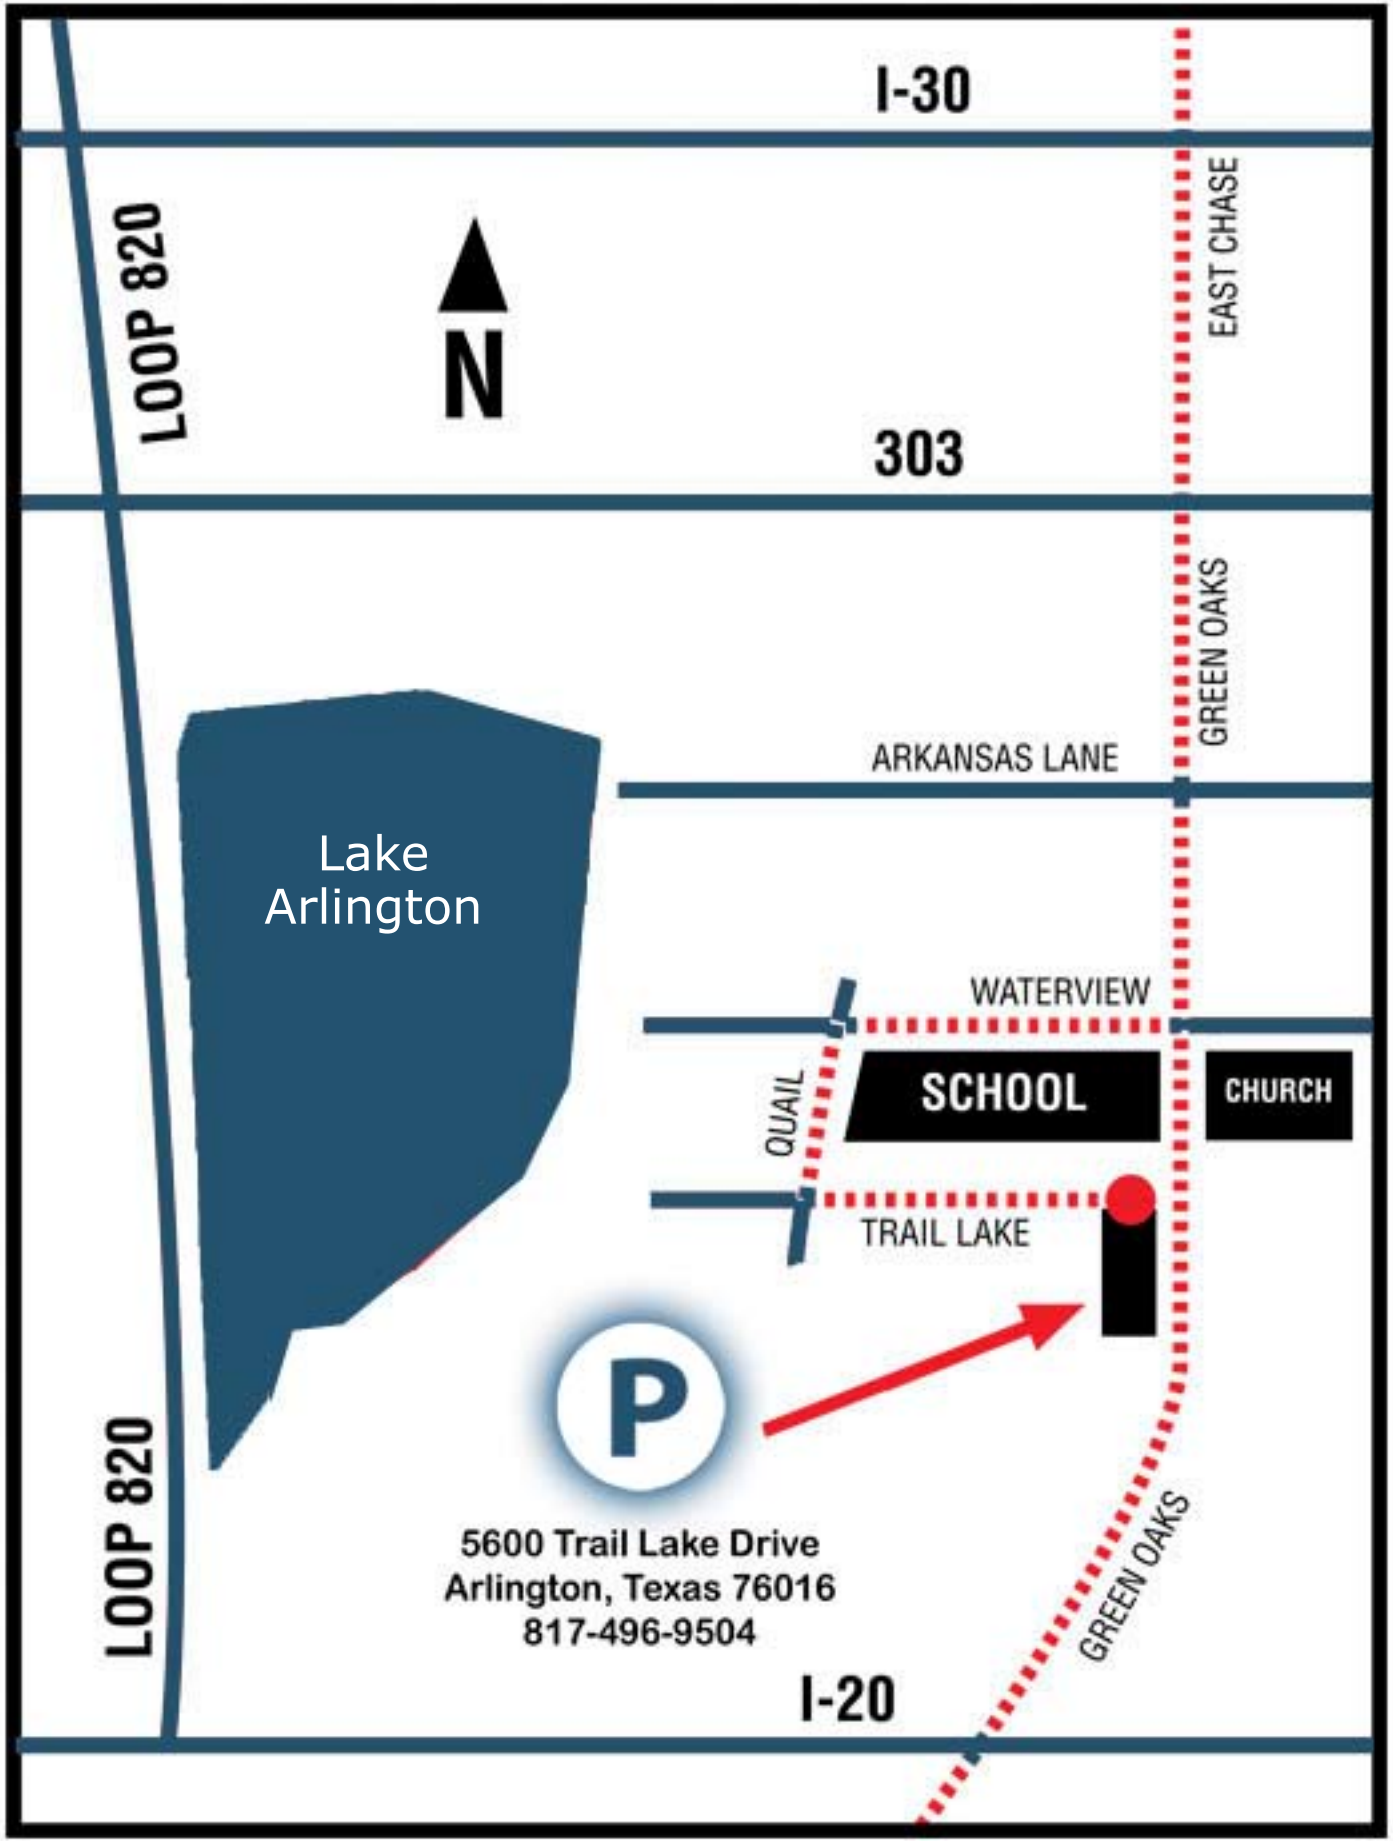 I-30
EAST CHASE
LOOP 820
N
303
GREEN OAKS
ARKANSAS LANE
Lake
Arlington
WATERVIEW
QUAIL
SCHOOL
CHURCH
TRAIL LAKE
P
LOOP 820
GREEN OAKS
5600 Trail Lake Drive
Arlington, Texas 76016
817-496-9504
I-20